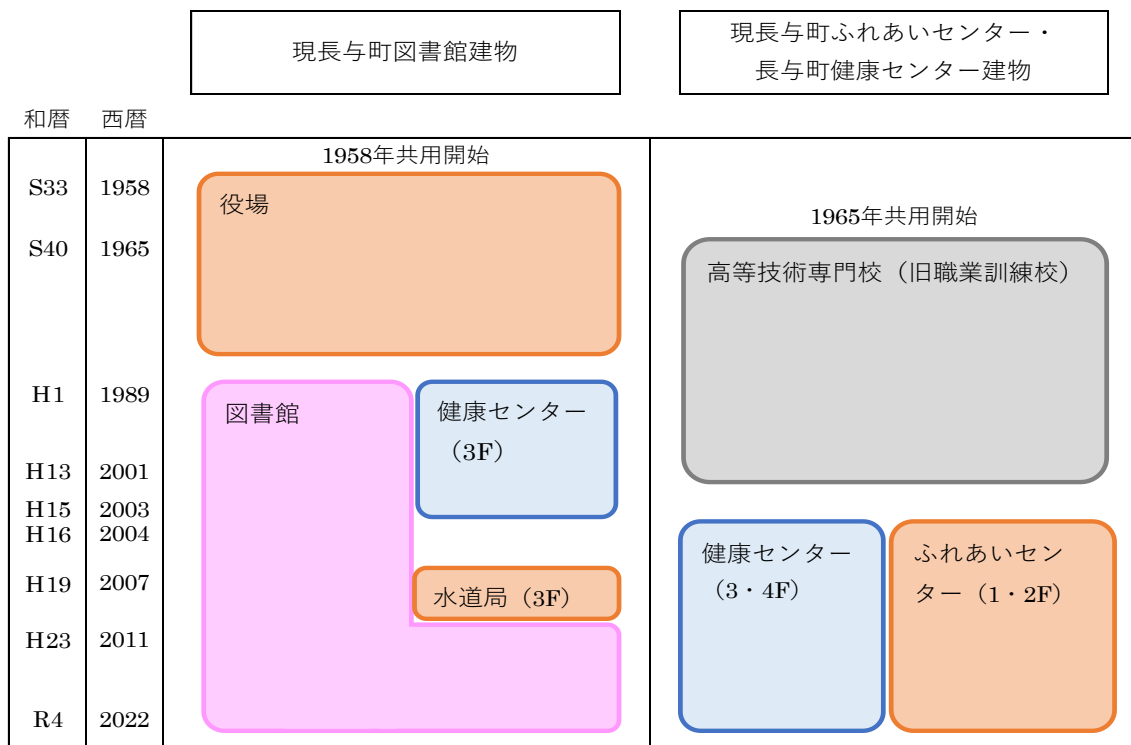 現長与町図書館建物
現長与町ふれあいセンター・
長与町健康センター建物
和暦 西暦
1958年共用開始
S33 1958
役場
1965年共用開始
S40 1965
高等技術専門校（旧職業訓練校）
H1 1989
図書館
健康センター
（3F）
H13 2001
H15 2003
H16 2004
健康センター
（3・4F）
ふれあいセン
ター（1・2F）
H19 2007
水道局（3F）
H23 2011
R4 2022